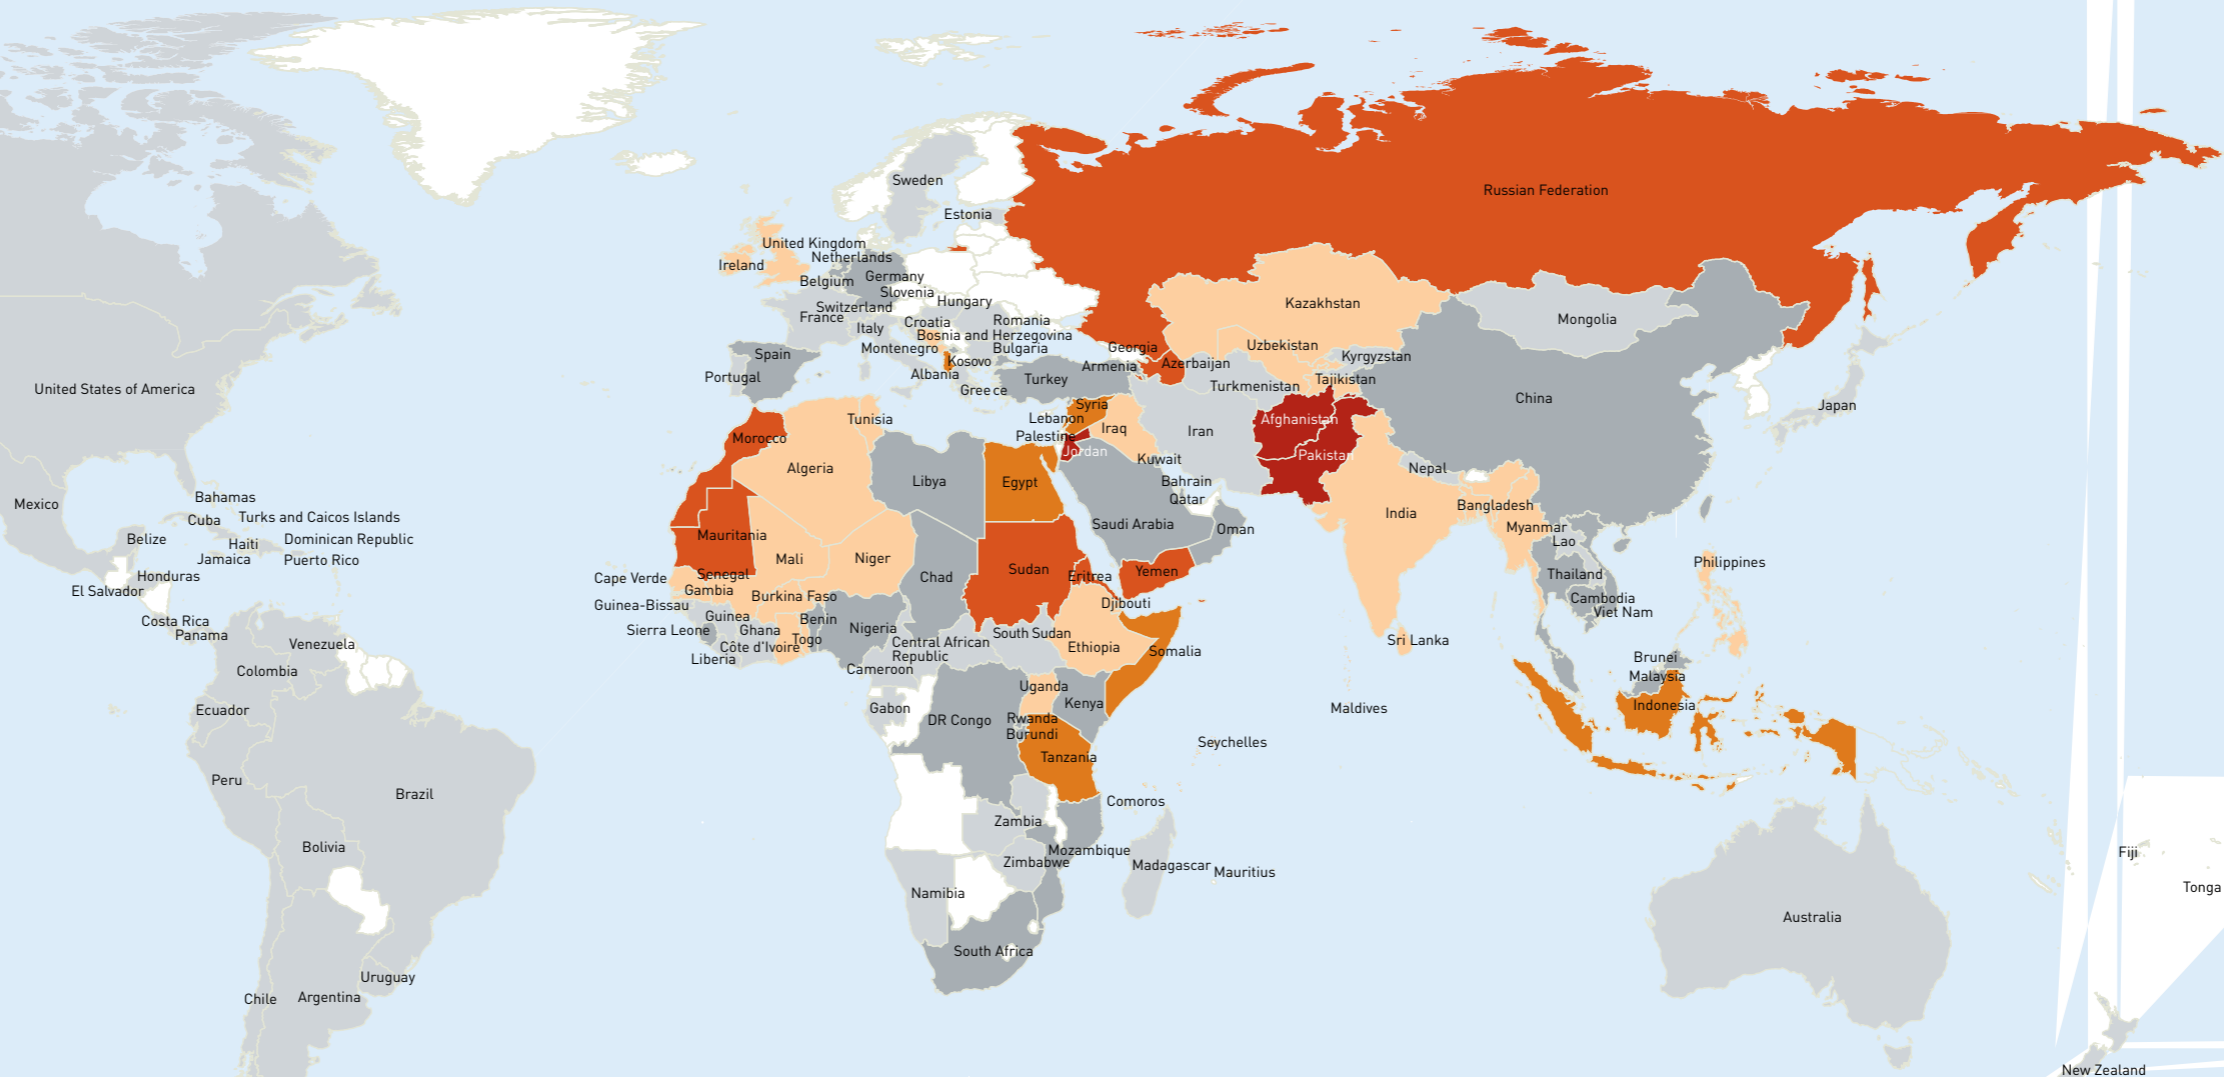 Sweden
Russian Federation
Estonia
United Kingdom
Netherlands
Ireland
Germany
Belgium
Slovenia
Hungary
Kazakhstan
Switzerland
France
Mongolia
Romania
Croatia
Italy
Bosnia and Herzegovina
Uzbekistan
Montenegro
Bulgaria
Georgia
Spain
Kyrgyzstan
Kosovo
Azerbaijan
Armenia
Albania
Portugal
Turkey
Tajikistan
Turkmenistan
United States of America
Greece
China
Syria
Japan
Tunisia
Lebanon
Afghanistan
Iraq
Iran
Palestine
Morocco
Jordan
Pakistan
Kuwait
Algeria
Nepal
Libya
Egypt
Bahrain
Bahamas
Qatar
Mexico
Bangladesh
India
Turks and Caicos Islands
Cuba
Saudi Arabia
Myanmar
Oman
Mauritania
Belize
Dominican Republic
Haiti
Lao
Jamaica
Mali
Niger
Puerto Rico
Philippines
Sudan
Yemen
Senegal
Thailand
Honduras
Eritrea
Chad
Cape Verde
El Salvador
Gambia
Burkina Faso
Cambodia
Guinea-Bissau
Djibouti
Viet Nam
Guinea
Benin
Costa Rica
Nigeria
Sierra Leone
Ghana
South Sudan
Panama
Togo
Sri Lanka
Central African
Republic
Venezuela
Côte d'Ivoire
Ethiopia
Somalia
Liberia
Brunei
Cameroon
Colombia
Malaysia
Uganda
Kenya
Indonesia
Gabon
Maldives
Ecuador
DR Congo
Rwanda
Burundi
Seychelles
Tanzania
Peru
Brazil
Comoros
Zambia
Bolivia
Mozambique
Fiji
Zimbabwe
Madagascar
Mauritius
Tonga
Namibia
Australia
South Africa
Uruguay
Argentina
Chile
New Zealand